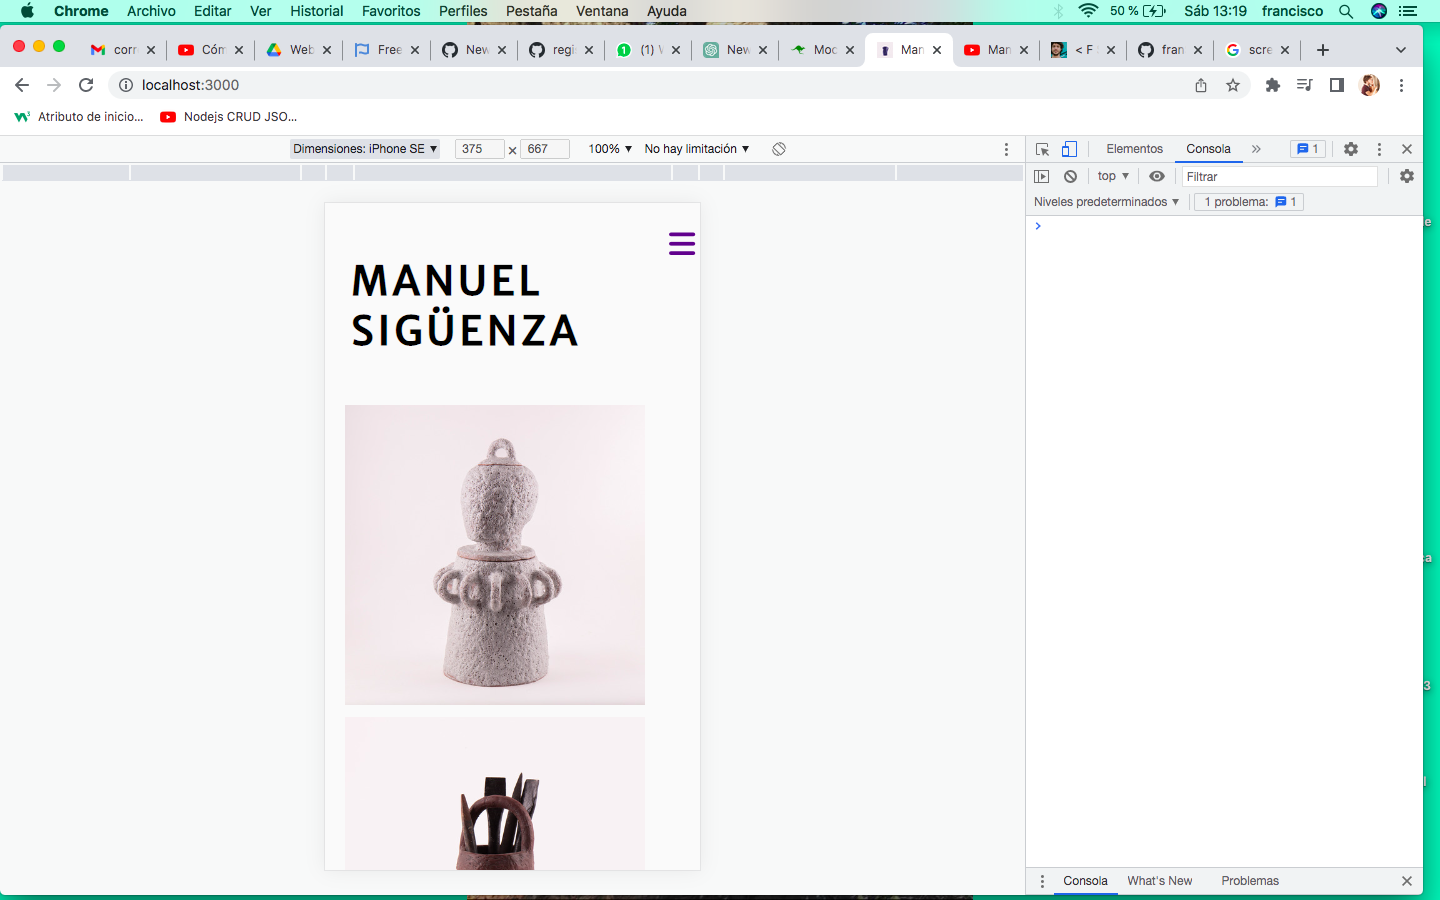 Chrome Archivo Editar Ver Historial Favoritos Perfiles Pestaña Ventana Ayuda 50 % Sáb 13:19 francisco
corr Cóm Web Free New regi (1) New Moc Man Man < F fran scre
localhost:3000
Atributo de inicio... Nodejs CRUD JSO...
Dimensiones: iPhone SE 375 × 667 100% No hay limitación
Elementos Consola 1
top Filtrar
Niveles predeterminados 1 problema: 1
MANUEL
SIGÜENZA
Consola What's New Problemas